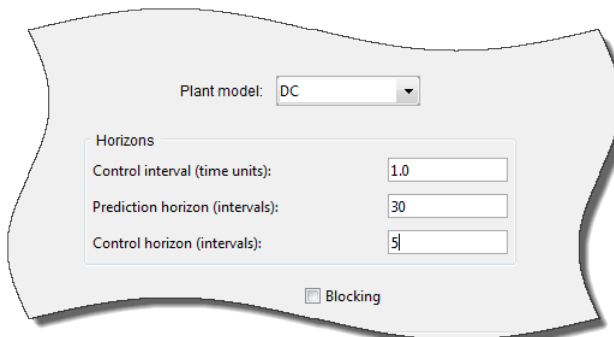 Plant model: DC
Horizons
Control interval (time units): 1.0
Prediction horizon (intervals): 30
Control horizon (intervals): 5
Blocking